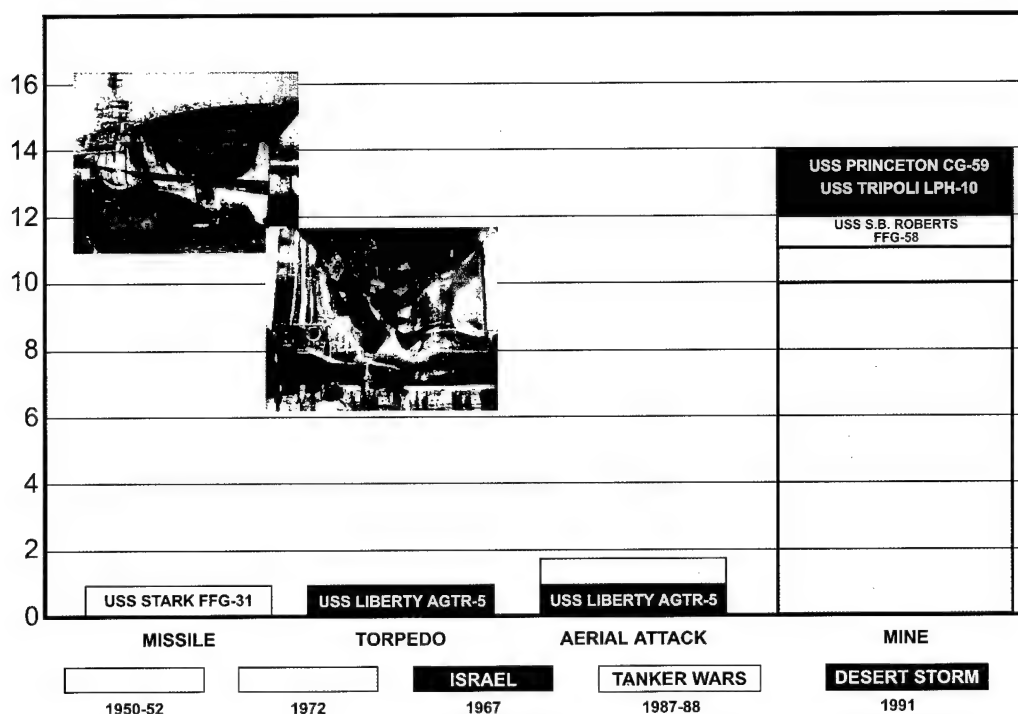 16
14
12
10
8
6
4
2
0
USS PRINCETON CG-59
USS TRIPOLI LPH-10
USS S.B. ROBERTS
FFG-58
USS STARK FFG-31
USS LIBERTY AGTR-5
USS LIBERTY AGTR-5
MISSILE
TORPEDO
AERIAL ATTACK
MINE
ISRAEL
TANKER WARS
DESERT STORM
1950-52
1972
1967
1987-88
1991